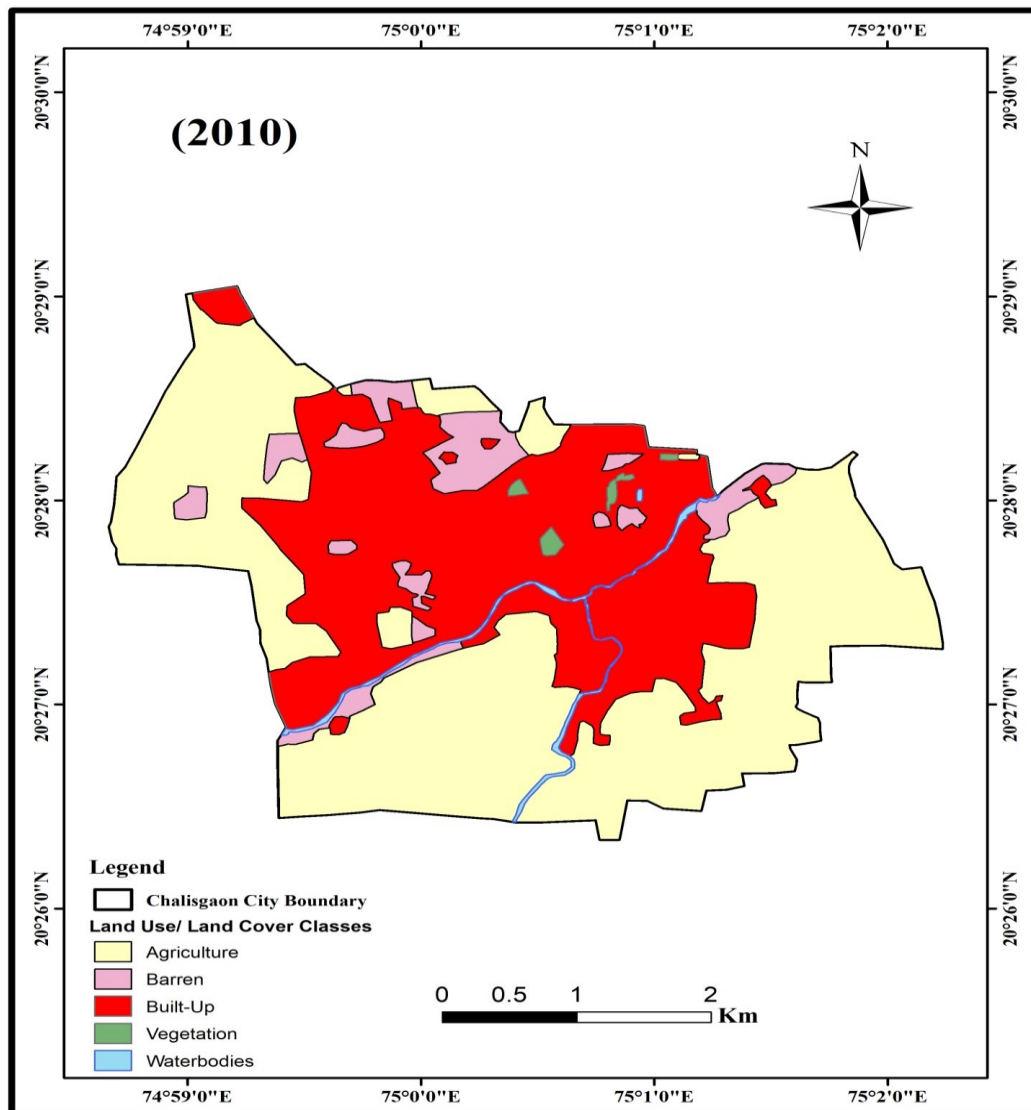 74°59'0"E 75°0'0"E 75°1'0"E 75°2'0"E
20°30'0"N 20°30'0"N
(2010)
N
20°29'0"N 20°29'0"N
20°28'0"N 20°28'0"N
20°27'0"N 20°27'0"N
20°26'0"N 20°26'0"N
Legend
Chalisgaon City Boundary
Land Use/ Land Cover Classes
Agriculture
Barren
Built-Up
Vegetation
Waterbodies
0 0.5 1 2
Km
74°59'0"E 75°0'0"E 75°1'0"E 75°2'0"E